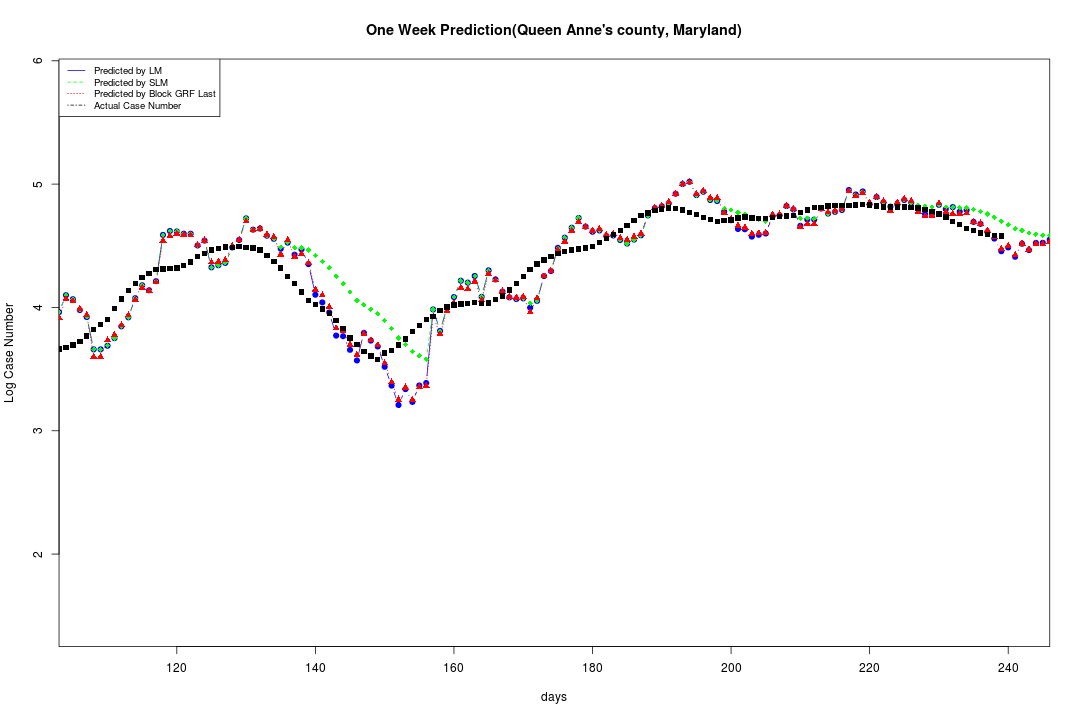 One Week Prediction(Queen Anne's county, Maryland)
Predicted by LM
Predicted by SLM
Predicted by Block GRF Last
Actual Case Number
6
5
4
3
2
Log Case Number
120 140 160 180 200 220 240
days